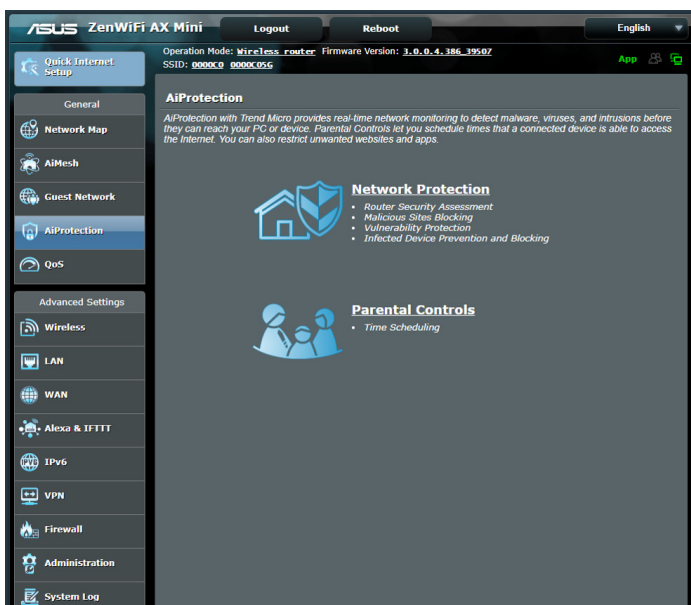 ASUS ZenWiFi AX Mini Logout Reboot English
Operation Mode: Wireless router Firmware Version: 3.0.0.4.386_39507
SSID: 0000C0 0000C05G
App
Quick Internet
Setup
General
Network Map
AiMesh
Guest Network
AiProtection
QoS
Advanced Settings
Wireless
LAN
WAN
Alexa & IFTTT
IPv6
VPN
Firewall
Administration
System Log
AiProtection
AiProtection with Trend Micro provides real-time network monitoring to detect malware, viruses, and intrusions before
they can reach your PC or device. Parental Controls let you schedule times that a connected device is able to access
the Internet. You can also restrict unwanted websites and apps.
Network Protection
• Router Security Assessment
• Malicious Sites Blocking
• Vulnerability Protection
• Infected Device Prevention and Blocking
Parental Controls
• Time Scheduling